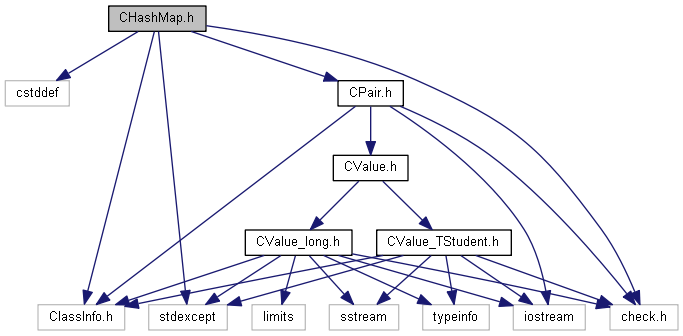 CHashMap.h
cstddef
CPair.h
CValue.h
CValue_long.h
CValue_TStudent.h
ClassInfo.h
stdexcept
limits
sstream
typeinfo
iostream
check.h